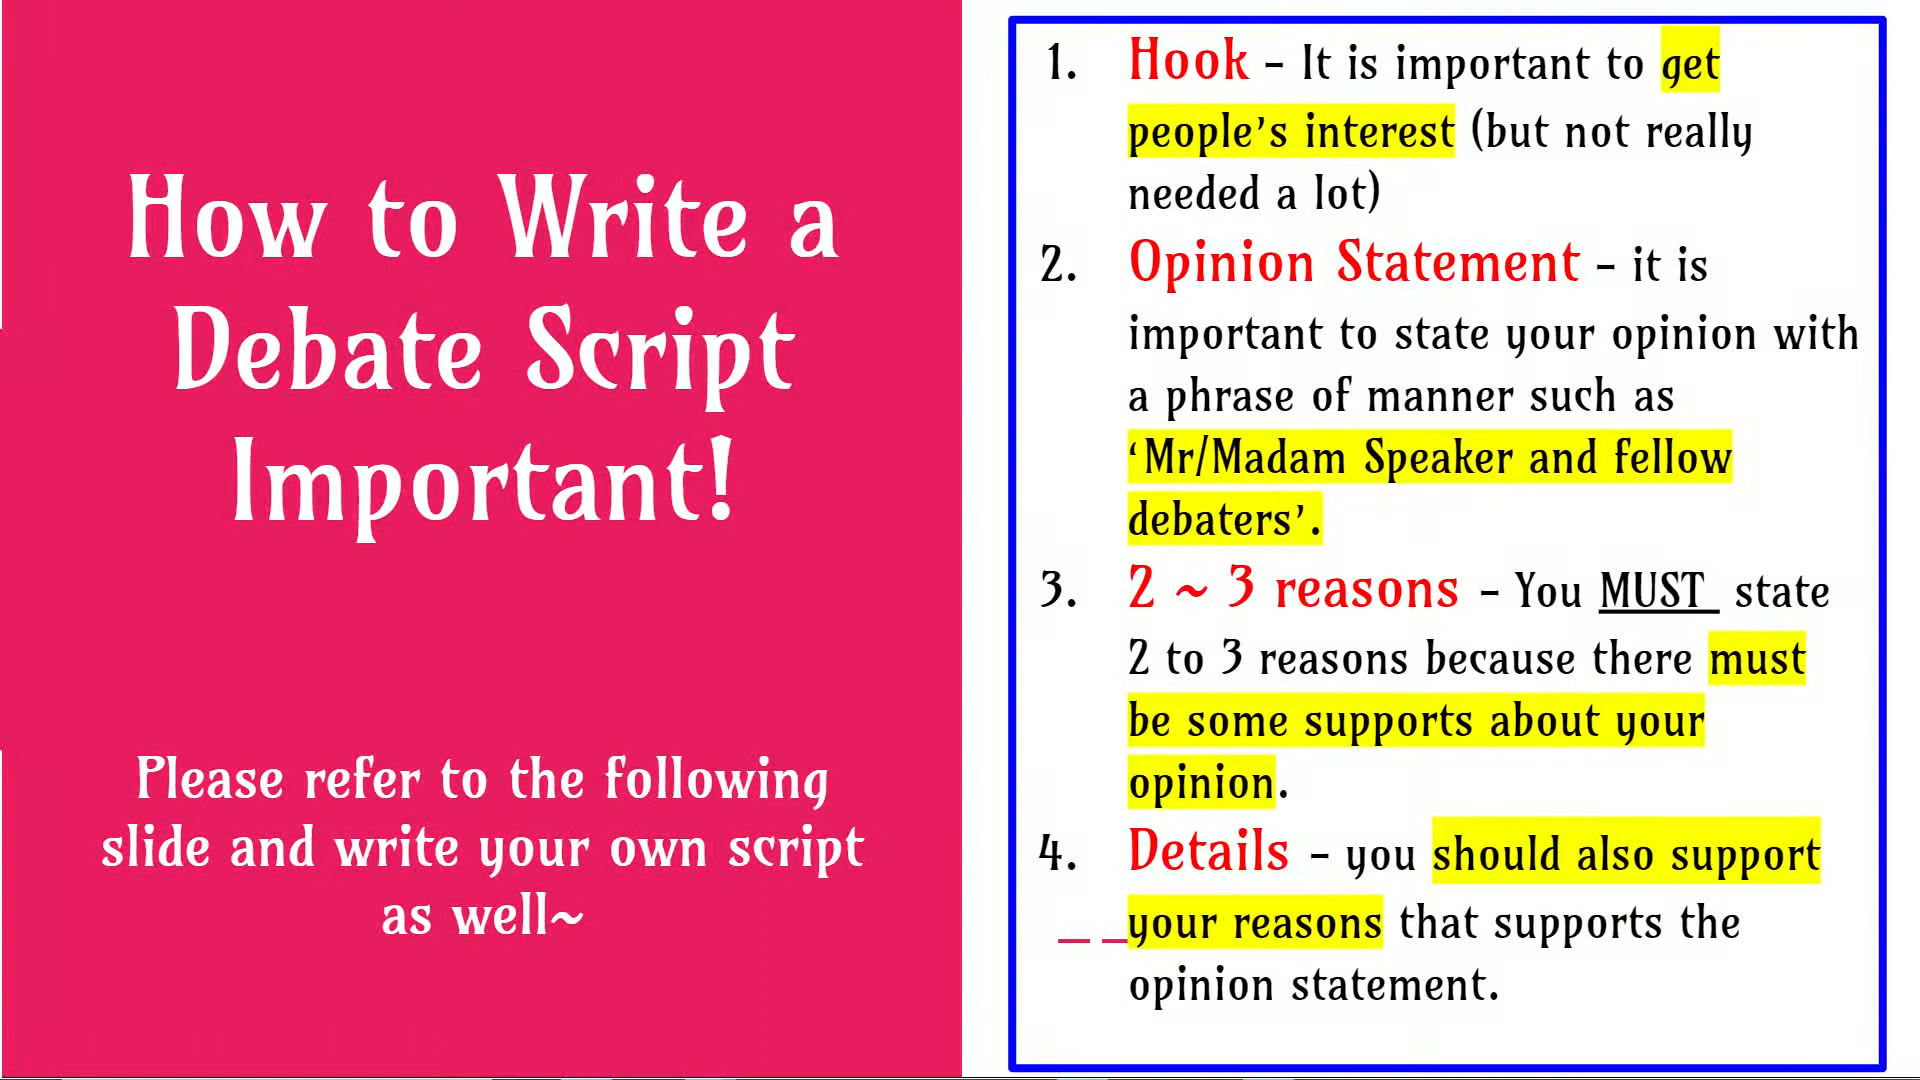 How to Write a
Debate Script
Important!
Please refer to the following
slide and write your own script
as well~
1. Hook – It is important to get
people's interest (but not really
needed a lot)
2. Opinion Statement – it is
important to state your opinion with
a phrase of manner such as
‘Mr/Madam Speaker and fellow
debaters’.
3. 2 ~ 3 reasons – You MUST state
2 to 3 reasons because there must
be some supports about your
opinion.
4. Details – you should also support
your reasons that supports the
opinion statement.